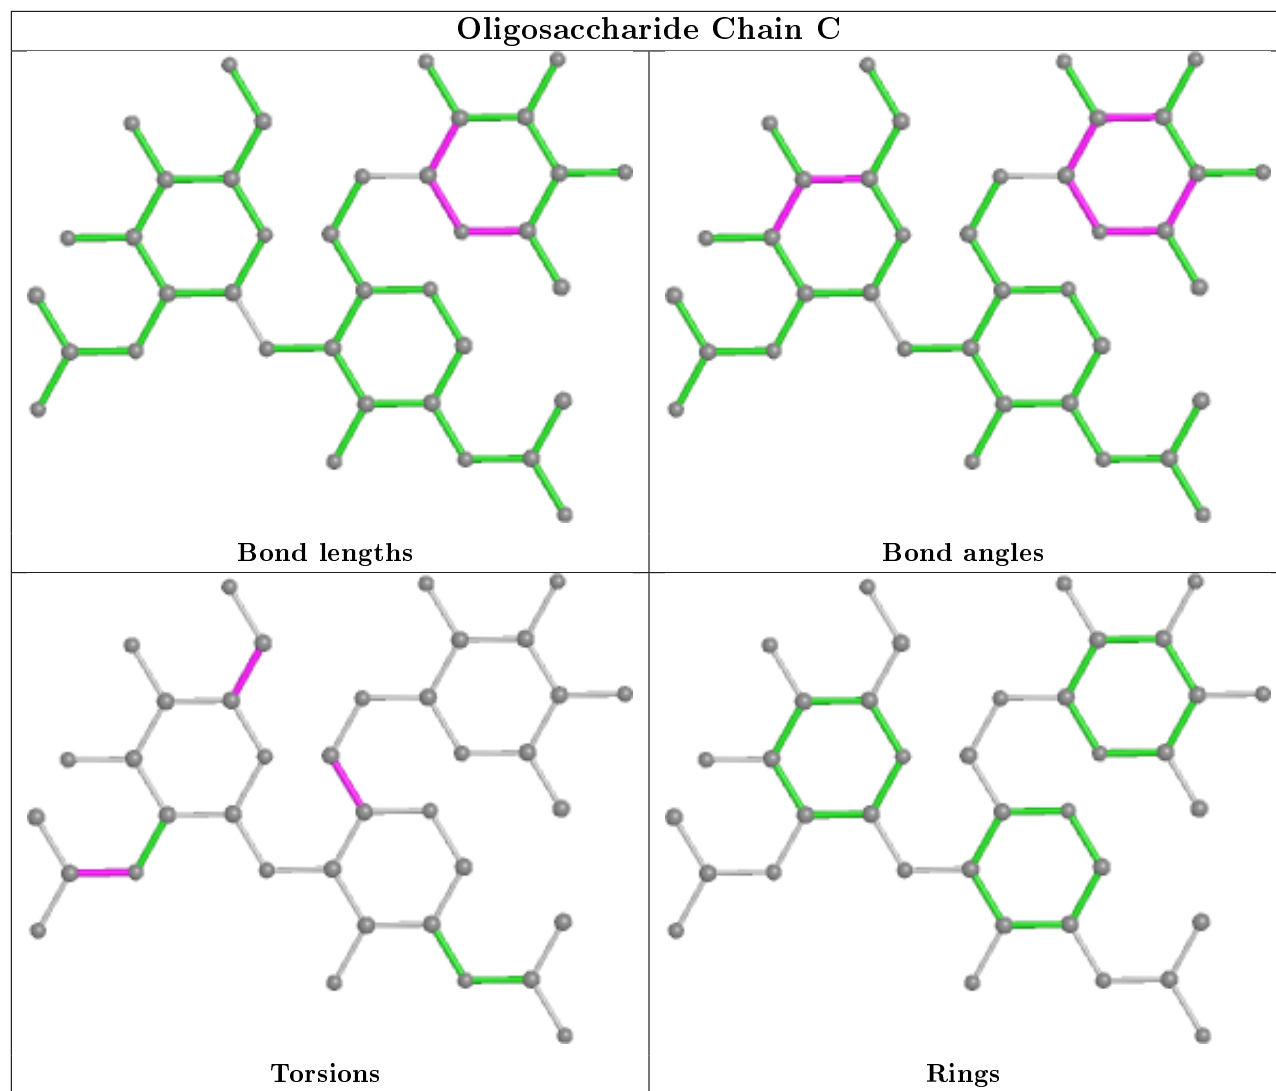 Oligosaccharide Chain C
Bond lengths
Bond angles
Torsions
Rings